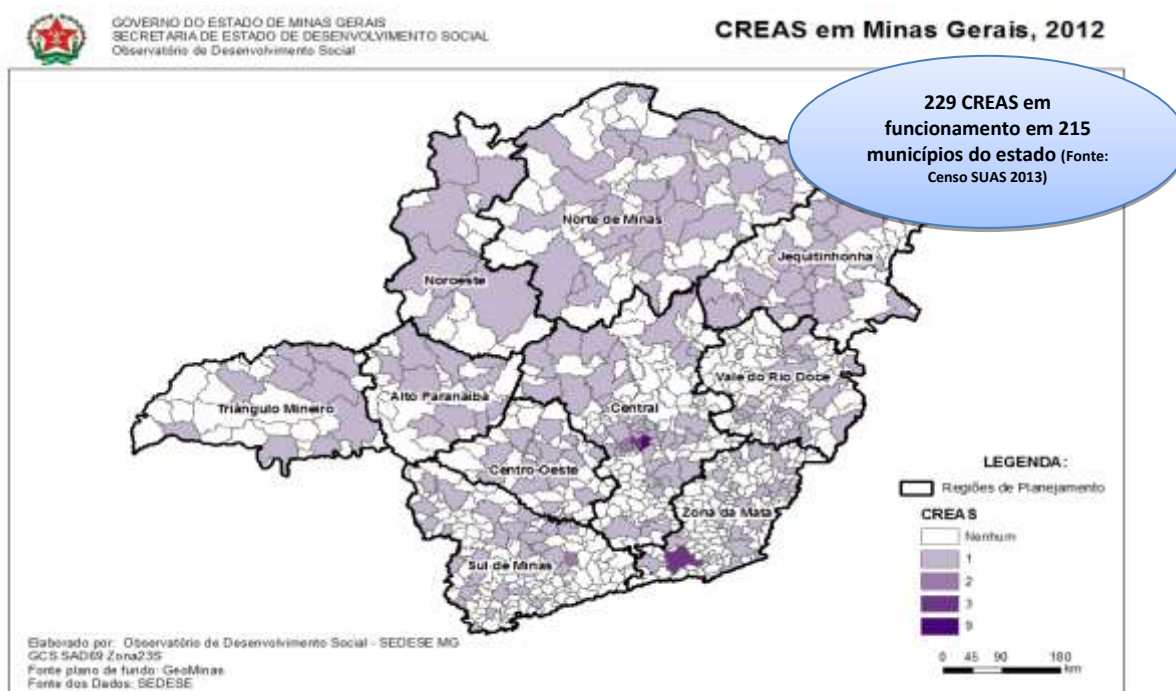 GOVERNO DO ESTADO DE MINAS GERAIS
SECRETARIA DE ESTADO DE DESENVOLVIMENTO SOCIAL
Observatório de Desenvolvimento Social
CREAS em Minas Gerais, 2012
229 CREAS em
funcionamento em 215
municípios do estado (Fonte:
Censo SUAS 2013)
Norte de Minas
Jequitinhonha
Noroeste
Vale do Rio Doce
Alto Paranaíba
Triângulo Mineiro
Central
Centro-Oeste
Zona da Mata
Sul de Minas
LEGENDA:
Regiões de Planejamento
CREAS
Nenhum
1
2
3
9
0 45 90 180
km
Elaborado por: Observatório de Desenvolvimento Social - SEDESE MG
GCS SAD69 Zona23S
Fonte plano de fundo: GeoMinas
Fonte dos Dados: SEDESE